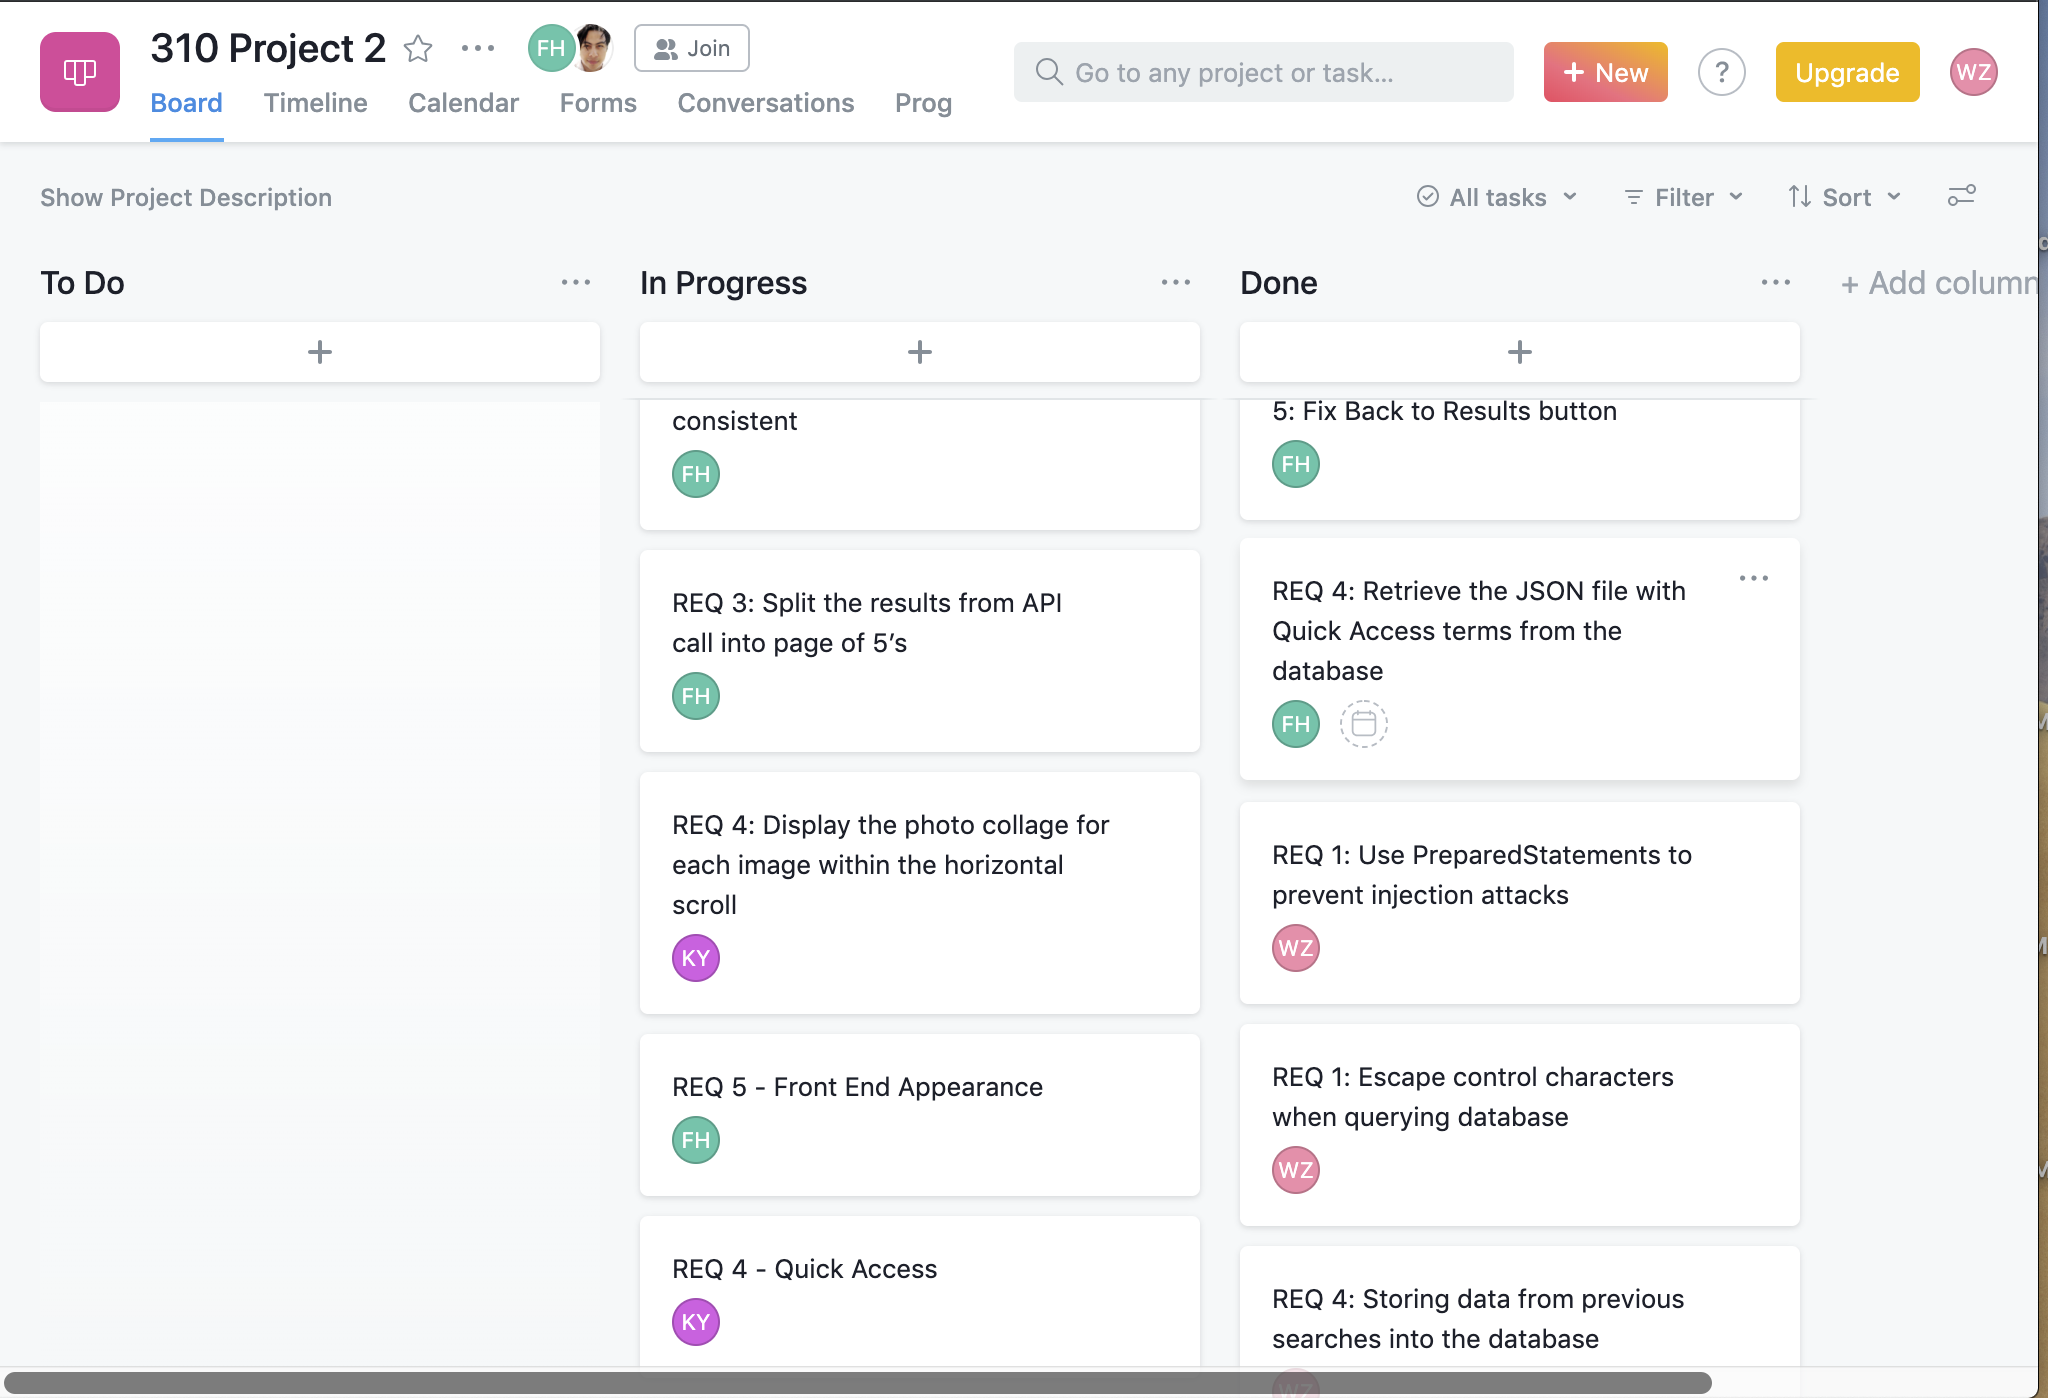 310 Project 2
FH
Join
Board
Timeline
Calendar
Forms
Conversations
Prog
Go to any project or task...
+ New
?
Upgrade
WZ
Show Project Description
All tasks
Filter
Sort
To Do
In Progress
Done
+ Add column
consistent
FH
REQ 3: Split the results from API
call into page of 5’s
FH
REQ 4: Display the photo collage for
each image within the horizontal
scroll
KY
REQ 5 - Front End Appearance
FH
REQ 4 - Quick Access
KY
5: Fix Back to Results button
FH
REQ 4: Retrieve the JSON file with
Quick Access terms from the
database
FH
REQ 1: Use PreparedStatements to
prevent injection attacks
WZ
REQ 1: Escape control characters
when querying database
WZ
REQ 4: Storing data from previous
searches into the database
WZ